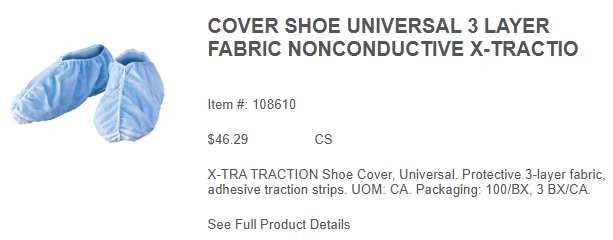 COVER SHOE UNIVERSAL 3 LAYER
FABRIC NONCONDUCTIVE X-TRACTIO
Item #: 108610
$46.29 CS
X-TRA TRACTION Shoe Cover, Universal. Protective 3-layer fabric,
adhesive traction strips. UOM: CA. Packaging: 100/BX, 3 BX/CA.
See Full Product Details